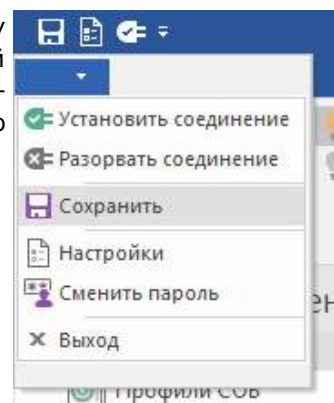 Установить соединение
Разорвать соединение
Сохранить
Настройки
Сменить пароль
Выход
Профили СОВ